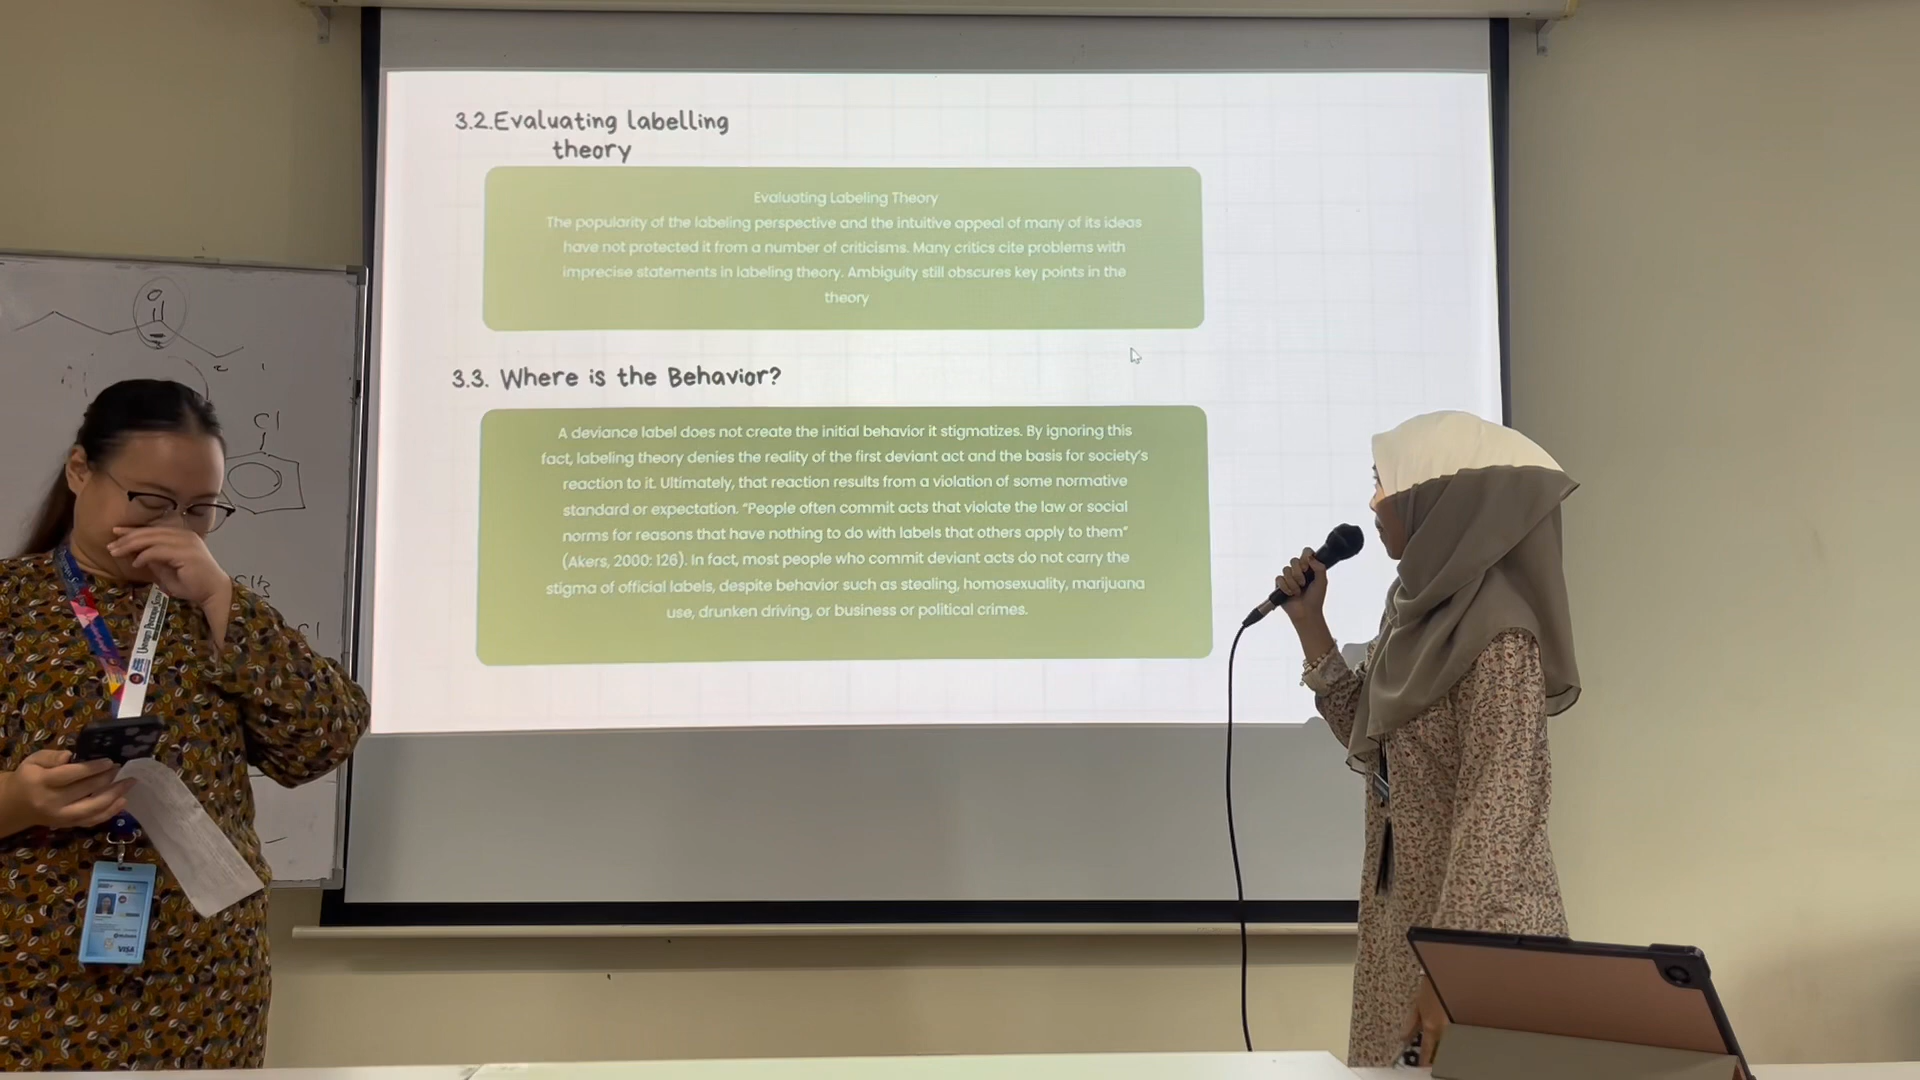 3.2.Evaluating labelling
theory
Evaluating Labeling Theory
The popularity of the labeling perspective and the intuitive appeal of many of its ideas
have not protected it from a number of criticisms. Many critics cite problems with
imprecise statements in labeling theory. Ambiguity still obscures key points in the
theory
3.3. Where is the Behavior?
A deviance label does not create the initial behavior it stigmatizes. By ignoring this
fact, labeling theory denies the reality of the first deviant act and the basis for society's
reaction to it. Ultimately, that reaction results from a violation of some normative
standard or expectation. "People often commit acts that violate the law or social
norms for reasons that have nothing to do with labels that others apply to them"
(Akers, 2000: 126). In fact, most people who commit deviant acts do not carry the
stigma of official labels, despite behavior such as stealing, homosexuality, marijuana
use, drunken driving, or business or political crimes.
O
Cl
VISA